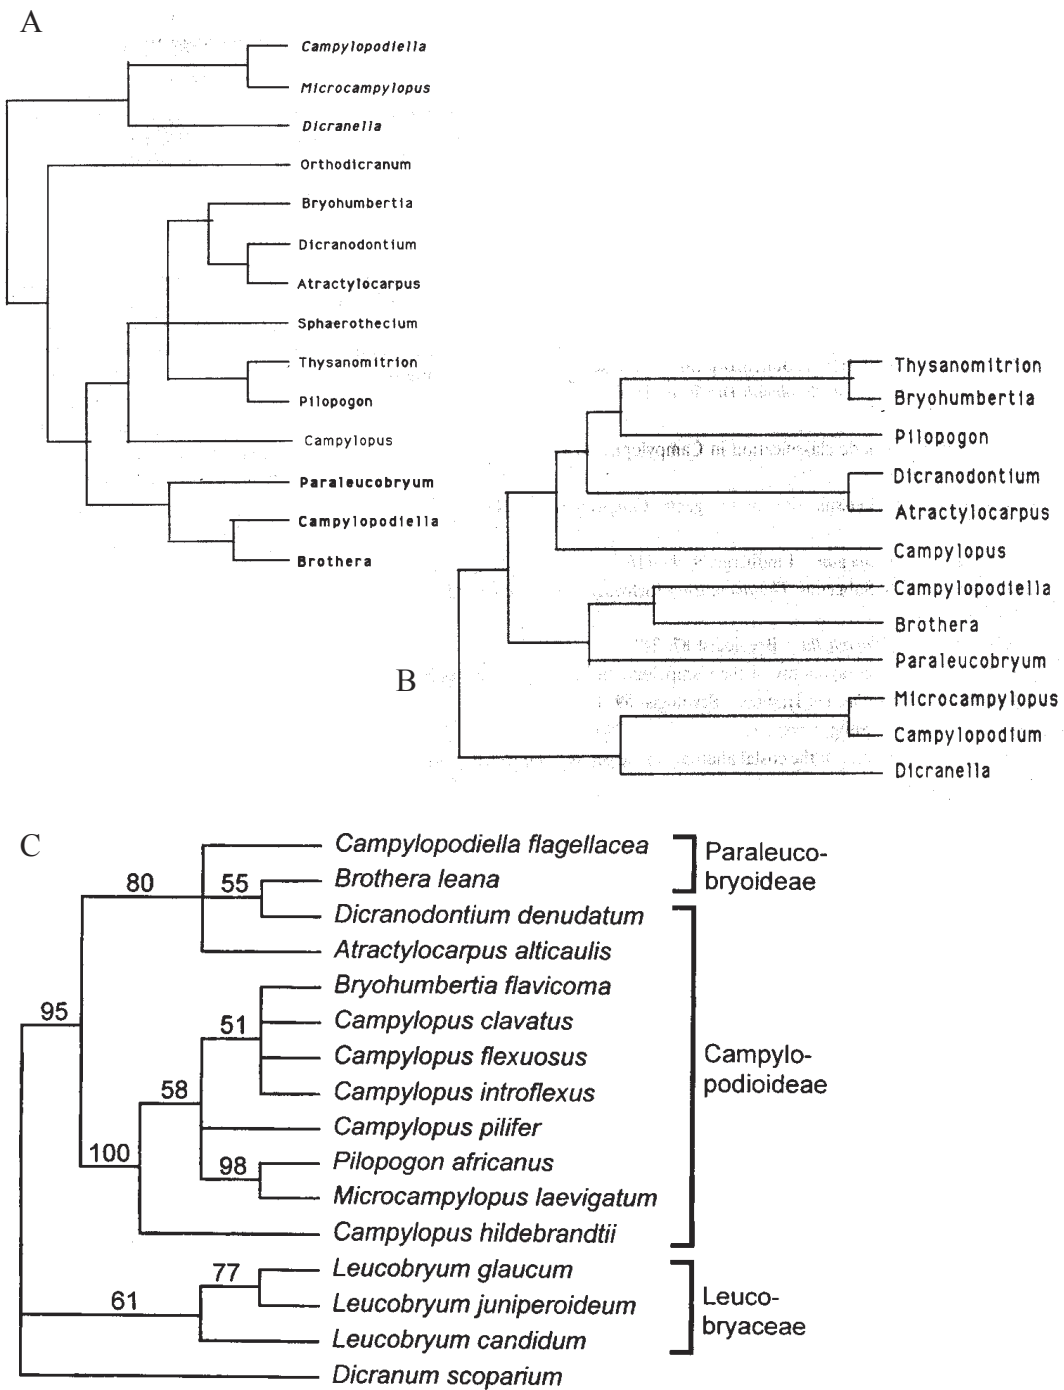 A
Campylopodiella
Microcampylopus
Dicranella
Orthodicranum
Bryohumbertia
Dicranodontium
Atractylocarpus
Sphaerothecium
Thysanomitrion
Pilopogon
Campylopus
Paraleucobryum
Campylopodiella
Brothera
B
Thysanomitrion
Bryohumbertia
Pilopogon
Dicranodontium
Atractylocarpus
Campylopus
Campylopodiella
Brothera
Paraleucobryum
Microcampylopus
Campylopodium
Dicranella
C
80
55
95
51
58
100
98
77
61
Campylopodiella flagellacea
Brothera leana
Dicranodontium denudatum
Atractylocarpus alticaulis
Bryohumbertia flavicoma
Campylopus clavatus
Campylopus flexuosus
Campylopus introflexus
Campylopus pilifer
Pilopogon africanus
Microcampylopus laevigatum
Campylopus hildebrandtii
Leucobryum glaucum
Leucobryum juniperoideum
Leucobryum candidum
Dicranum scoparium
Paraleuco-
bryoideae
Campylo-
podioideae
Leuco-
bryaceae